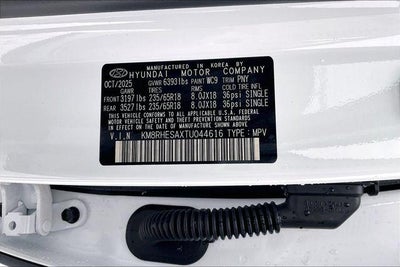 MANUFACTURED IN KOREA BY
HYUNDAI MOTOR COMPANY
OCT/2025 GVWR 6393lbs PAINT WC9 TRIM PNY
GAWR TIRES RIMS COLD TIRE INFL
FRONT 3197lbs 235/65R18 8.0JX18 36psi SINGLE
REAR 3527lbs 235/65R18 8.0JX18 36psi SINGLE
THIS VEHICLE CONFORMS TO ALL APPLICABLE
FEDERAL MOTOR VEHICLE SAFETY AND
THEFT PREVENTION STANDARDS IN EFFECT ON
THE DATE OF MANUFACTURE SHOWN ABOVE.
V.I.N KM8RHESAXTU044616 TYPE: MPV